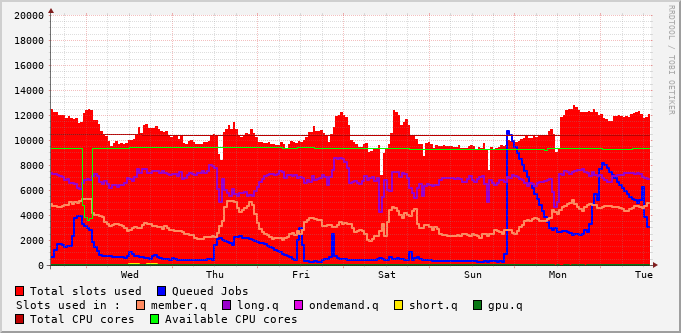 RRDTOOL / TOBI OETIKER
20000
18000
16000
14000
12000
10000
8000
6000
4000
2000
0
Wed Thu Fri Sat Sun Mon Tue
Total slots used Queued Jobs
Slots used in : member.q long.q ondemand.q short.q gpu.q
Total CPU cores Available CPU cores